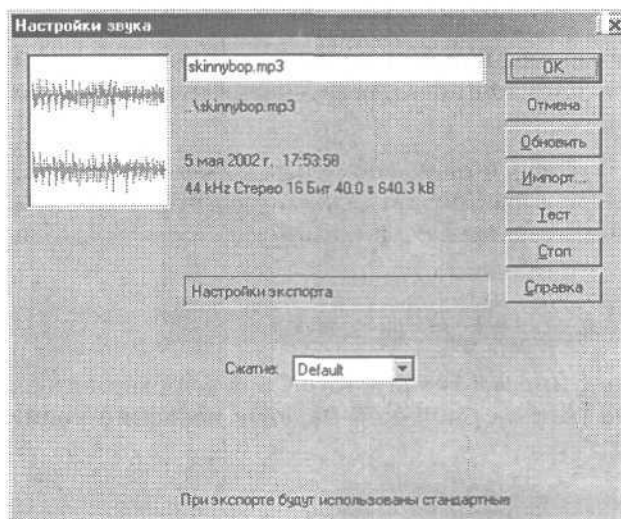 Настройки звука
skinnybop.mp3
..\skinnybop.mp3
5 мая 2002 г. 17:53:58
44 kHz Стерео 16 Бит 40.0 s 640.3 kB
Настройки экспорта
Сжатие: Default
При экспорте будут использованы стандартные
OK
Отмена
Обновить
Импорт...
Тест
Стоп
Справка